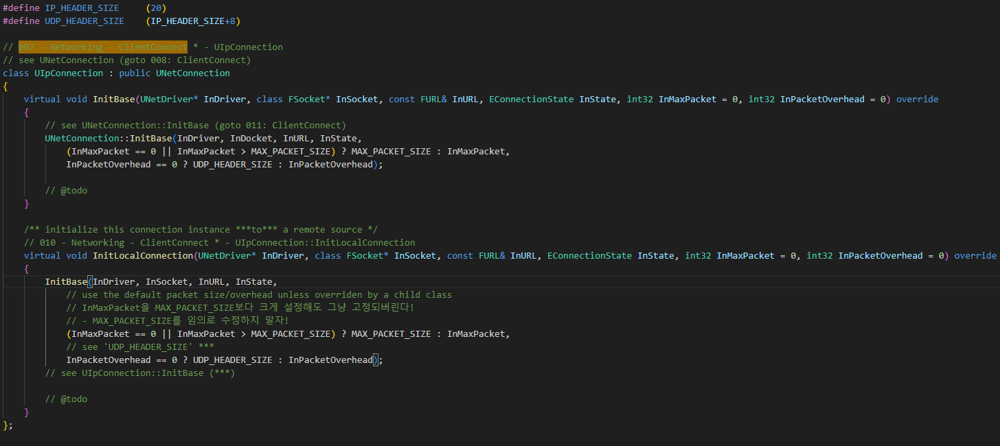 #define IP_HEADER_SIZE     (20)
#define UDP_HEADER_SIZE    (IP_HEADER_SIZE+8)

// 007 - Networking - ClientConnect * - UIpConnection
// see UNetConnection (goto 008: ClientConnect)
class UIpConnection : public UNetConnection
{
    virtual void InitBase(UNetDriver* InDriver, class FSocket* InSocket, const FURL& InURL, EConnectionState InState, int32 InMaxPacket = 0, int32 InPacketOverhead = 0) override
    {
        // see UNetConnection::InitBase (goto 011: ClientConnect)
        UNetConnection::InitBase(InDriver, InDocket, InURL, InState,
            (InMaxPacket == 0 || InMaxPacket > MAX_PACKET_SIZE) ? MAX_PACKET_SIZE : InMaxPacket,
            InPacketOverhead == 0 ? UDP_HEADER_SIZE : InPacketOverhead);

        // @todo
    }

    /** initialize this connection instance ***to*** a remote source */
    // 010 - Networking - ClientConnect * - UIpConnection::InitLocalConnection
    virtual void InitLocalConnection(UNetDriver* InDriver, class FSocket* InSocket, const FURL& InURL, EConnectionState InState, int32 InMaxPacket = 0, int32 InPacketOverhead = 0) override
    {
        InitBase(InDriver, InSocket, InURL, InState,
            // use the default packet size/overhead unless overriden by a child class
            // InMaxPacket을 MAX_PACKET_SIZE보다 크게 설정해도 그냥 고정되버린다!
            // - MAX_PACKET_SIZE를 임의로 수정하지 말자!
            (InMaxPacket == 0 || InMaxPacket > MAX_PACKET_SIZE) ? MAX_PACKET_SIZE : InMaxPacket,
            // see 'UDP_HEADER_SIZE' ***
            InPacketOverhead == 0 ? UDP_HEADER_SIZE : InPacketOverhead);
        // see UIpConnection::InitBase (***)

        // @todo
    }
};